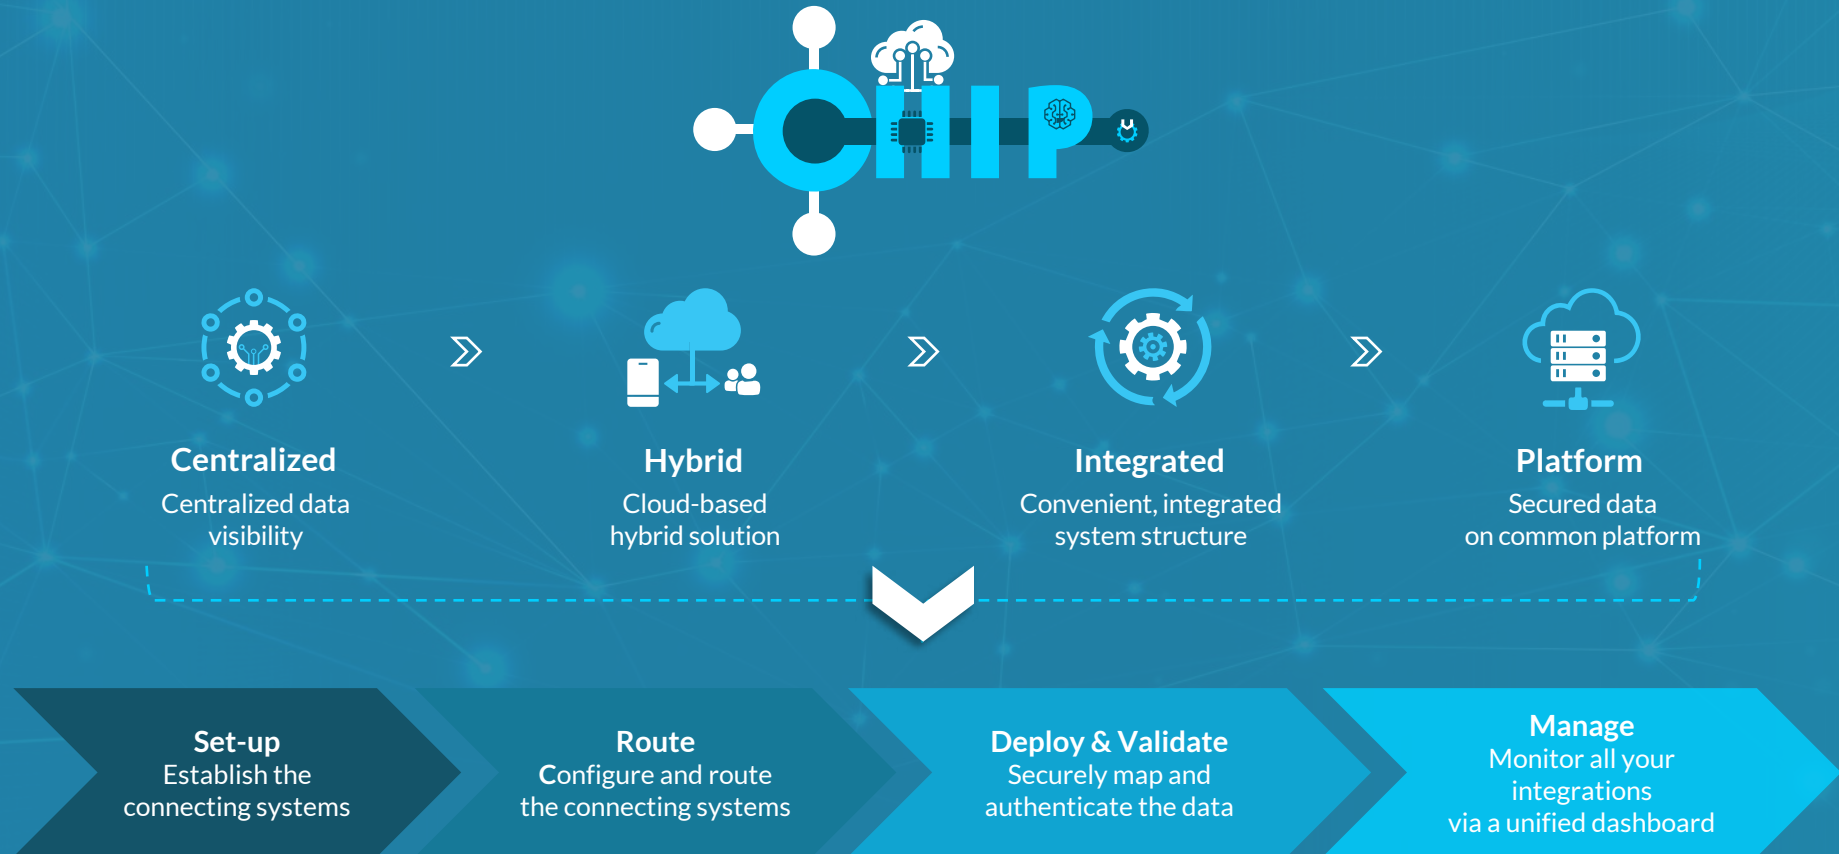 CHIP
Centralized
Centralized data
visibility
Hybrid
Cloud-based
hybrid solution
Integrated
Convenient, integrated
system structure
Platform
Secured data
on common platform
Set-up
Establish the
connecting systems
Route
Configure and route
the connecting systems
Deploy & Validate
Securely map and
authenticate the data
Manage
Monitor all your
integrations
via a unified dashboard